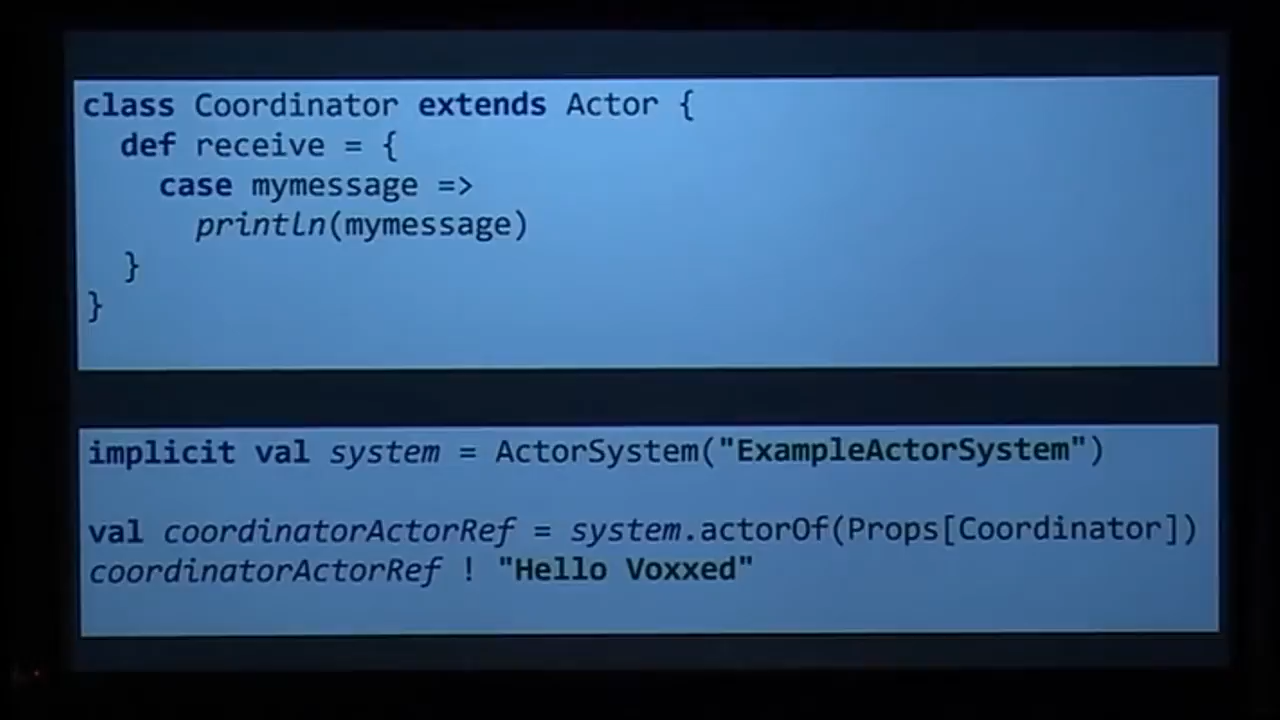 class Coordinator extends Actor {
  def receive = {
    case mymessage =>
      println(mymessage)
  }
}
implicit val system = ActorSystem("ExampleActorSystem")
val coordinatorActorRef = system.actorOf(Props[Coordinator])
coordinatorActorRef ! "Hello Voxxed"